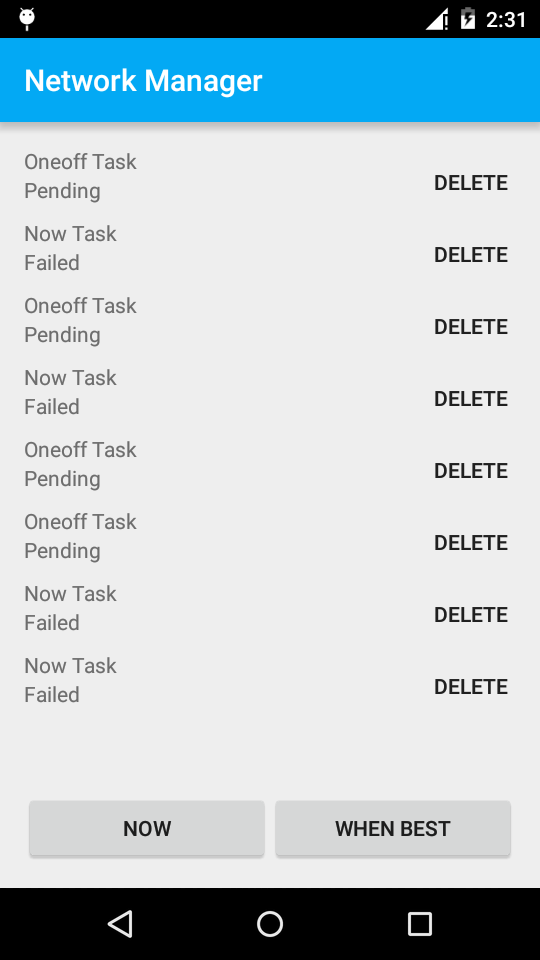 2:31
Network Manager
Oneoff Task
Pending
DELETE
Now Task
Failed
DELETE
Oneoff Task
Pending
DELETE
Now Task
Failed
DELETE
Oneoff Task
Pending
DELETE
Oneoff Task
Pending
DELETE
Now Task
Failed
DELETE
Now Task
Failed
DELETE
NOW
WHEN BEST